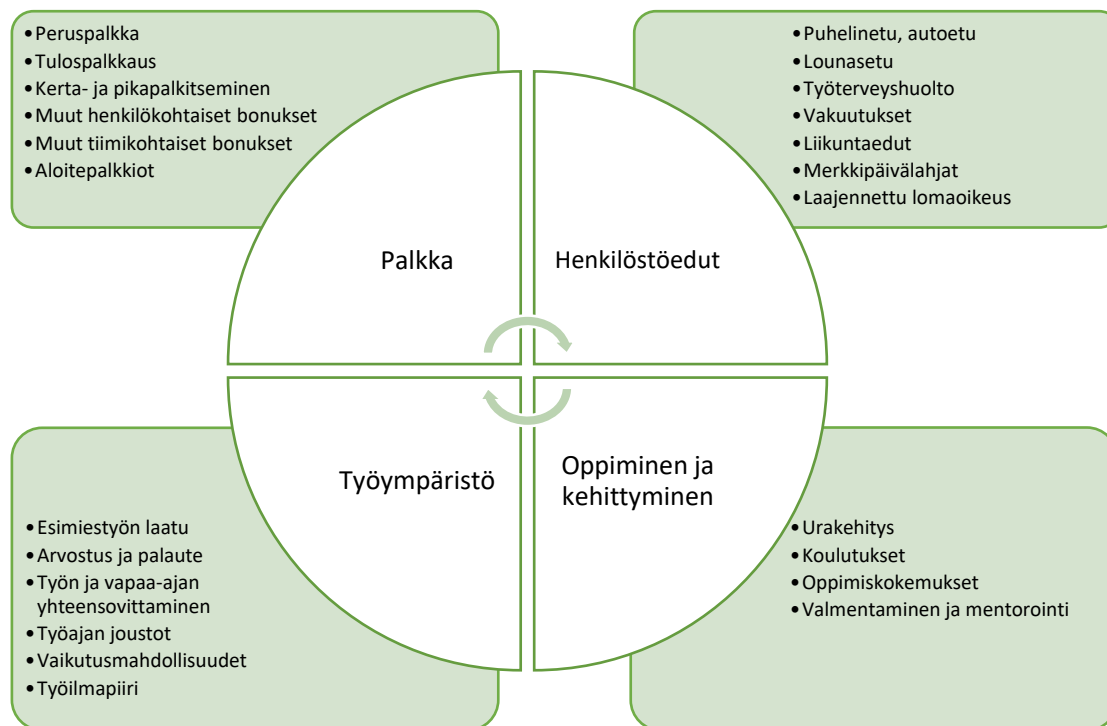 •Peruspalkka
•Tulospalkkaus
•Kerta- ja pikapalkitseminen
•Muut henkilökohtaiset bonukset
•Muut tiimikohtaiset bonukset
•Aloitepalkkiot
•Puhelinetu, autoetu
•Lounasetu
•Työterveyshuolto
•Vakuutukset
•Liikuntaedut
•Merkkipäivälahjat
•Laajennettu lomaoikeus
Palkka
Henkilöstöedut
Työympäristö
Oppiminen ja
kehittyminen
•Esimiestyön laatu
•Arvostus ja palaute
•Työn ja vapaa-ajan
yhteensovittaminen
•Työajan joustot
•Vaikutusmahdollisuudet
•Työilmapiiri
•Urakehitys
•Koulutukset
•Oppimiskokemukset
•Valmentaminen ja mentorointi